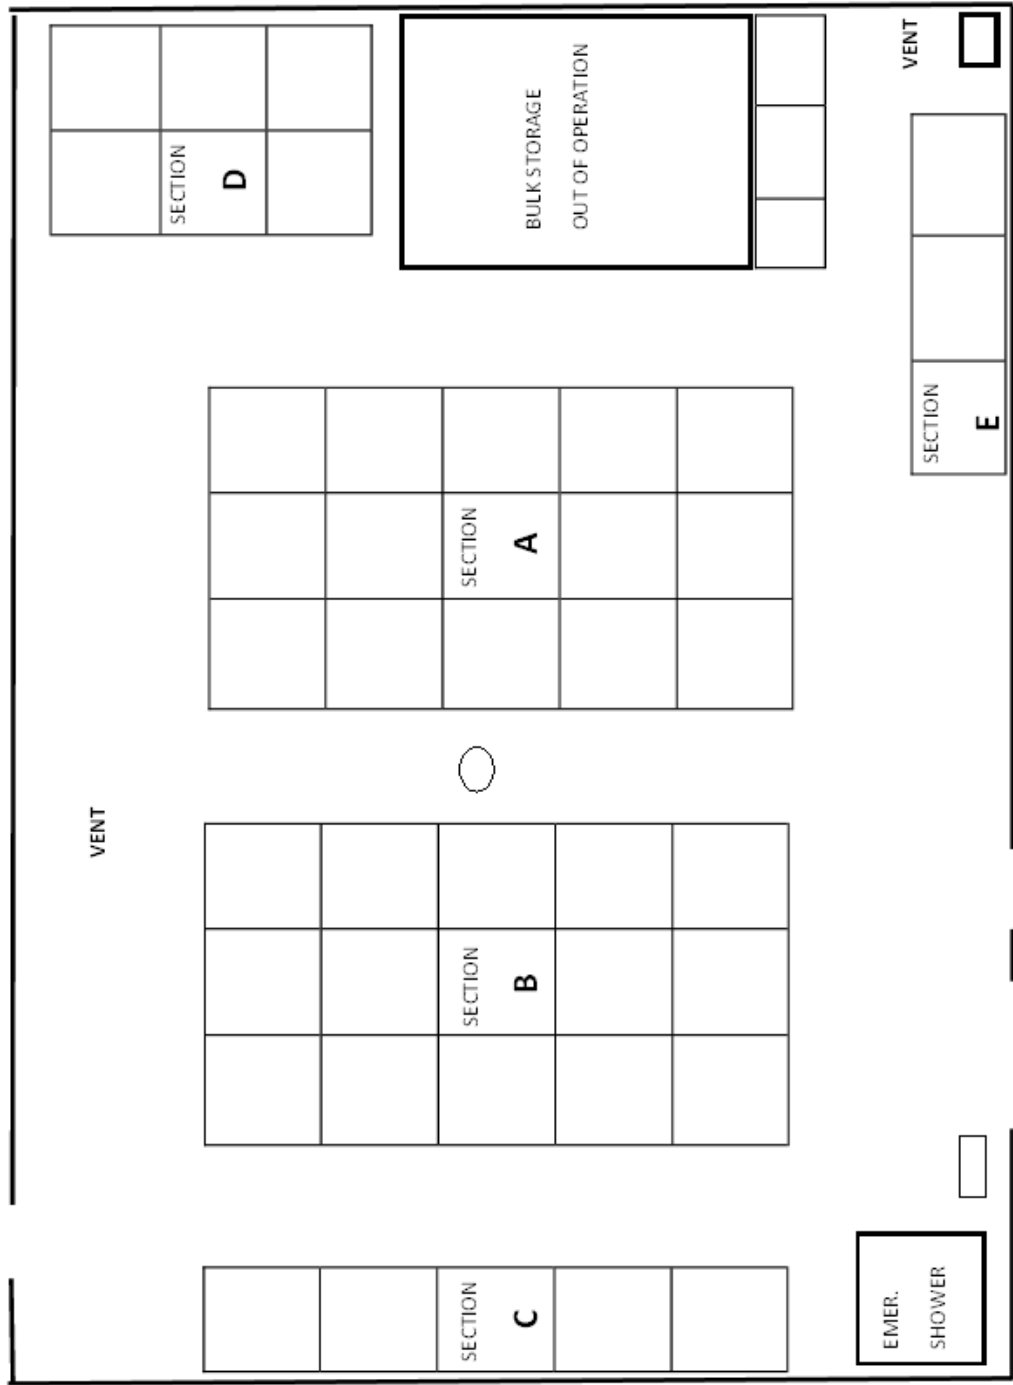 VENT
SECTION
D
BULK STORAGE
OUT OF OPERATION
VENT
SECTION
A
SECTION
E
SECTION
B
SECTION
C
EMER.
SHOWER